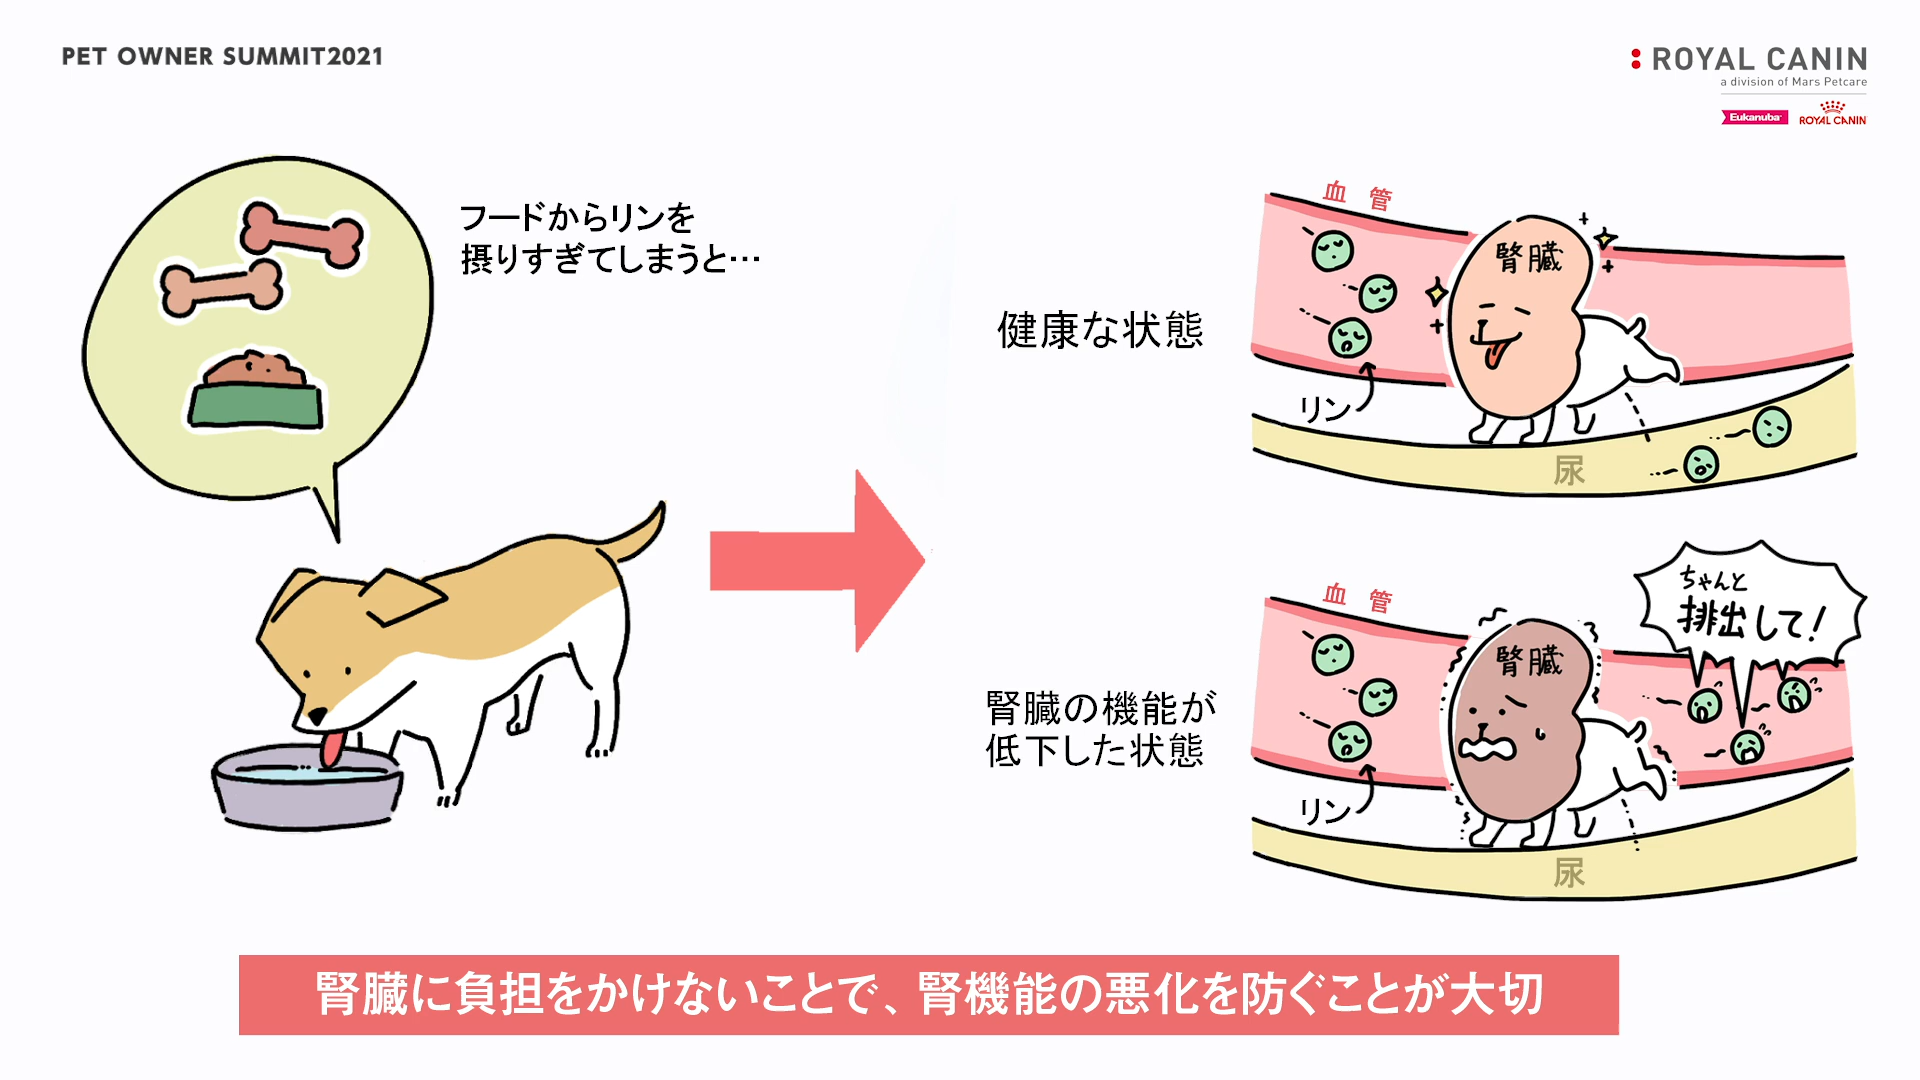 PET OWNER SUMMIT2021
ROYAL CANIN
a division of Mars Petcare
Eukanuba
ROYAL CANIN
フードからリンを
摂りすぎてしまうと…
健康な状態
血管
腎臓
リン
尿
腎臓の機能が
低下した状態
血管
腎臓
ちゃんと
排出して!
リン
尿
腎臓に負担をかけないことで、腎機能の悪化を防ぐことが大切